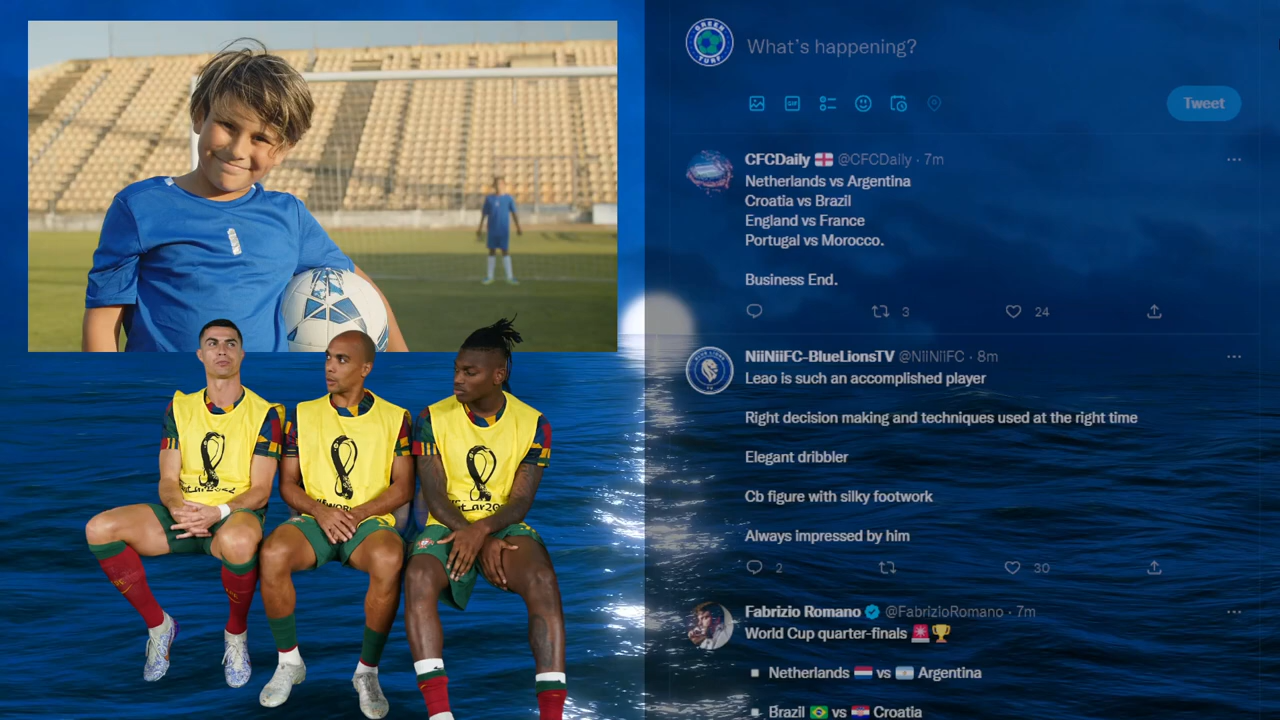 GREEN
TURF
What's happening?
GIF
Tweet
CFCDaily @CFCDaily · 7m
Netherlands vs Argentina
Croatia vs Brazil
England vs France
Portugal vs Morocco.
Business End.
3
24
NiiNiiFC-BlueLionsTV @NIINIIFC · 8m
Leao is such an accomplished player
Right decision making and techniques used at the right time
Elegant dribbler
Cb figure with silky footwork
Always impressed by him
2
30
Fabrizio Romano @FabrizioRomano · 7m
World Cup quarter-finals
Netherlands vs Argentina
Brazil vs Croatia